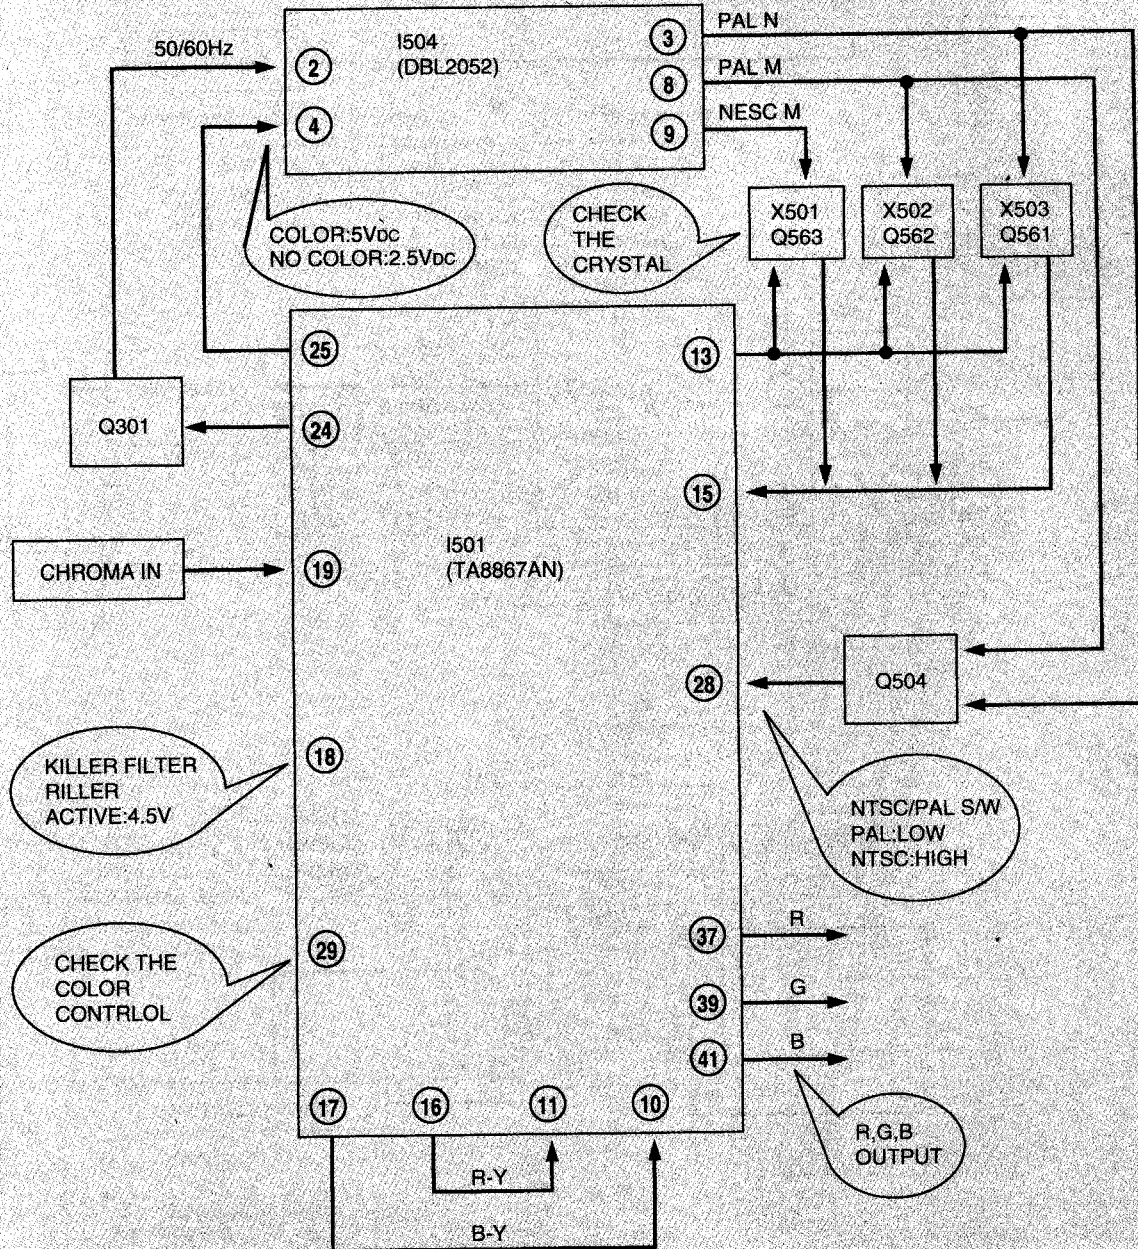 50/60Hz
2
4
I504
(DBL2052)
3
8
9
PAL N
PAL M
NESC M
COLOR:5VDC
NO COLOR:2.5VDC
CHECK
THE
CRYSTAL
X501
Q563
X502
Q562
X503
Q561
25
13
Q301
24
15
I501
(TA8867AN)
CHROMA IN
19
28
Q504
18
KILLER FILTER
RILLER
ACTIVE:4.5V
NTSC/PAL S/W
PAL:LOW
NTSC:HIGH
29
CHECK THE
COLOR
CONTRLOL
37
R
39
G
41
B
17
16
11
10
R,G,B
OUTPUT
R-Y
B-Y